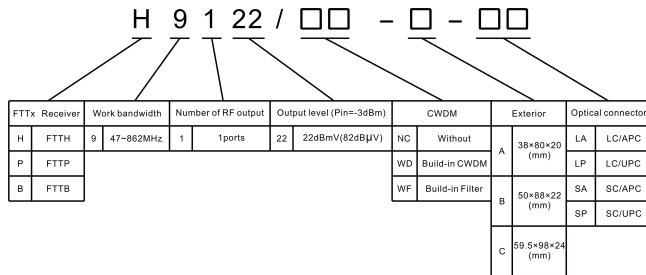 H 9 1 22 / □□ - □ - □□
FTTx Receiver Work bandwidth Number of RF output Output level (Pin=-3dBm) CWDM Exterior Optical connector
H FTTH 9 47~862MHz 1 1ports 22 22dBmV(82dBμV) NC Without A 38×80×20 (mm) LA LC/APC
P FTTP WD Build-in CWDM LP LC/UPC
B FTTB WF Build-in Filter B 50×88×22 (mm) SA SC/APC
SP SC/UPC
C 59.5×98×24 (mm)